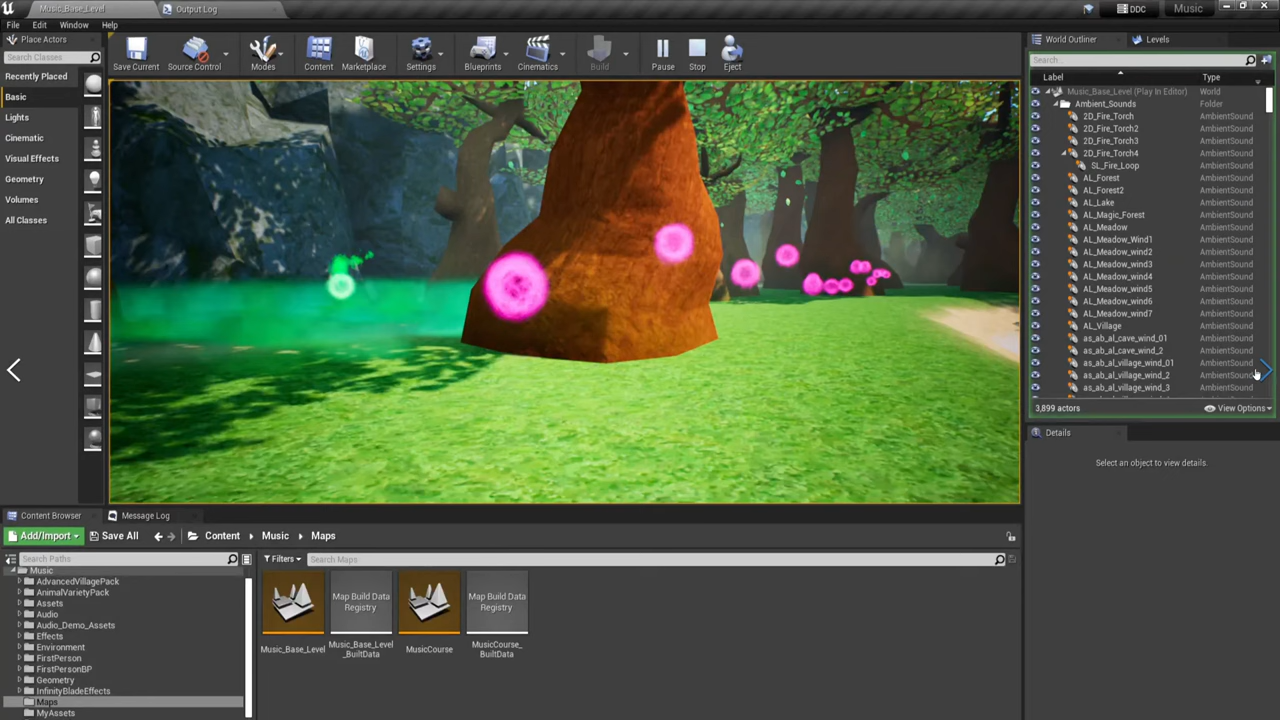 Music_Base_Level
Output Log
DDC
Music
File
Edit
Window
Help
Place Actors
Search Classes
Recently Placed
Basic
Lights
Cinematic
Visual Effects
Geometry
Volumes
All Classes
Save Current
Source Control
Modes
Content
Marketplace
Settings
Blueprints
Cinematics
Build
Pause
Stop
Eject
World Outliner
Levels
Search
Label
Type
Music_Base_Level (Play In Editor) World
Ambient_Sounds Folder
2D_Fire_Torch AmbientSound
2D_Fire_Torch2 AmbientSound
2D_Fire_Torch3 AmbientSound
2D_Fire_Torch4 AmbientSound
SL_Fire_Loop AmbientSound
AL_Forest AmbientSound
AL_Forest2 AmbientSound
AL_Lake AmbientSound
AL_Magic_Forest AmbientSound
AL_Meadow AmbientSound
AL_Meadow_Wind1 AmbientSound
AL_Meadow_wind2 AmbientSound
AL_Meadow_wind3 AmbientSound
AL_Meadow_wind4 AmbientSound
AL_Meadow_wind5 AmbientSound
AL_Meadow_wind6 AmbientSound
AL_Meadow_wind7 AmbientSound
AL_Village AmbientSound
as_ab_al_cave_wind_01 AmbientSound
as_ab_al_cave_wind_2 AmbientSound
as_ab_al_village_wind_01 AmbientSound
as_ab_al_village_wind_2 AmbientSound
as_ab_al_village_wind_3 AmbientSound
3,899 actors
View Options
Details
Select an object to view details.
Content Browser
Message Log
Add/Import
Save All
Content
Music
Maps
Search Paths
Filters
Search Maps
Music
AdvancedVillagePack
AnimalVarietyPack
Assets
Audio
Audio_Demo_Assets
Effects
Environment
FirstPerson
FirstPersonBP
Geometry
InfinityBladeEffects
Maps
MyAssets
Music_Base_Level
Map Build Data
Registry
Music_Base_Level
_BuiltData
MusicCourse
Map Build Data
Registry
MusicCourse_
BuiltData